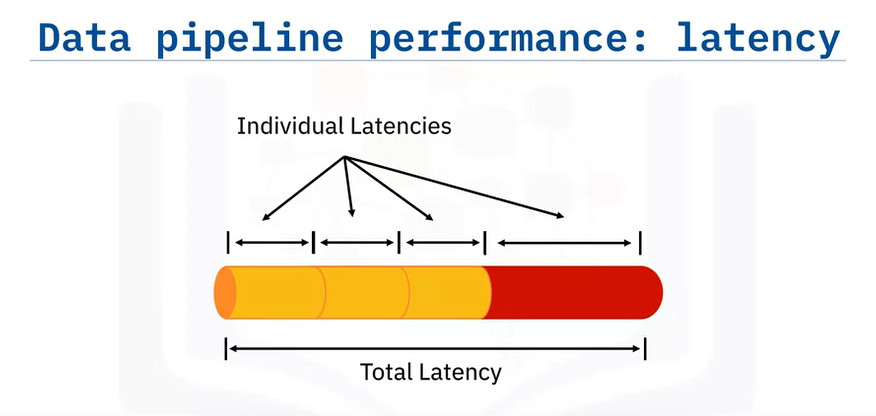 Data pipeline performance: latency
Individual Latencies
Total Latency